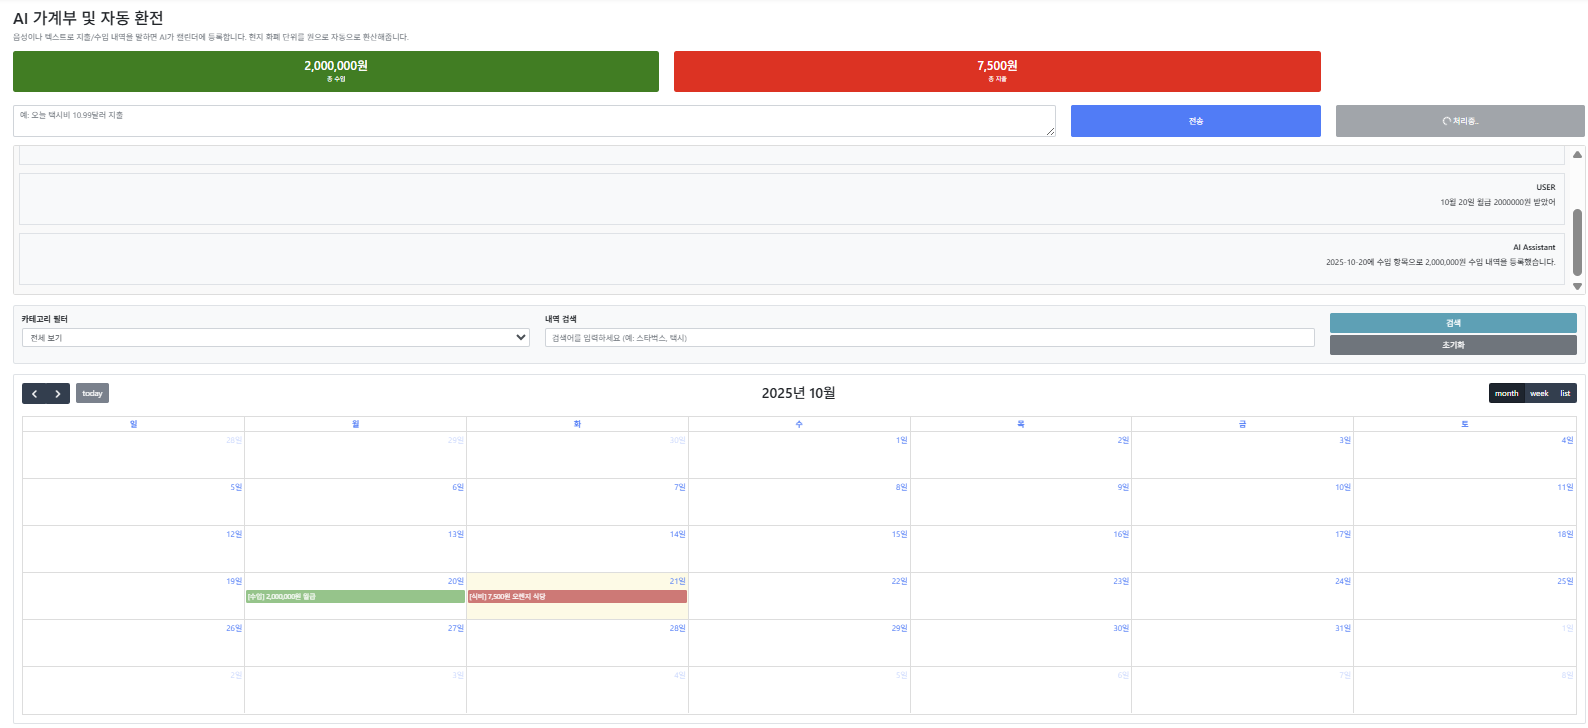 AI 가계부 및 자동 환전
음성이나 텍스트로 지출/수입 내역을 말하면 AI가 캘린더에 등록합니다. 현지 화폐 단위를 원으로 자동으로 환산해줍니다.
2,000,000원
총 수입
7,500원
총 지출
예: 오늘 택시비 10.99달러 지출
전송
처리중..
USER
10월 20일 월급 2000000원 받았어
AI Assistant
2025-10-20에 수입 항목으로 2,000,000원 수입 내역을 등록했습니다.
카테고리 필터
내역 검색
전체 보기
검색어를 입력하세요 (예: 스타벅스, 택시)
검색
초기화
today
2025년 10월
month week list
일 월 화 수 목 금 토
28일 29일 30일 1일 2일 3일 4일
5일 6일 7일 8일 9일 10일 11일
12일 13일 14일 15일 16일 17일 18일
19일 20일 21일 22일 23일 24일 25일
[수입] 2,000,000원 월급
[식비] 7,500원 오렌지 식당
26일 27일 28일 29일 30일 31일 1일
2일 3일 4일 5일 6일 7일 8일